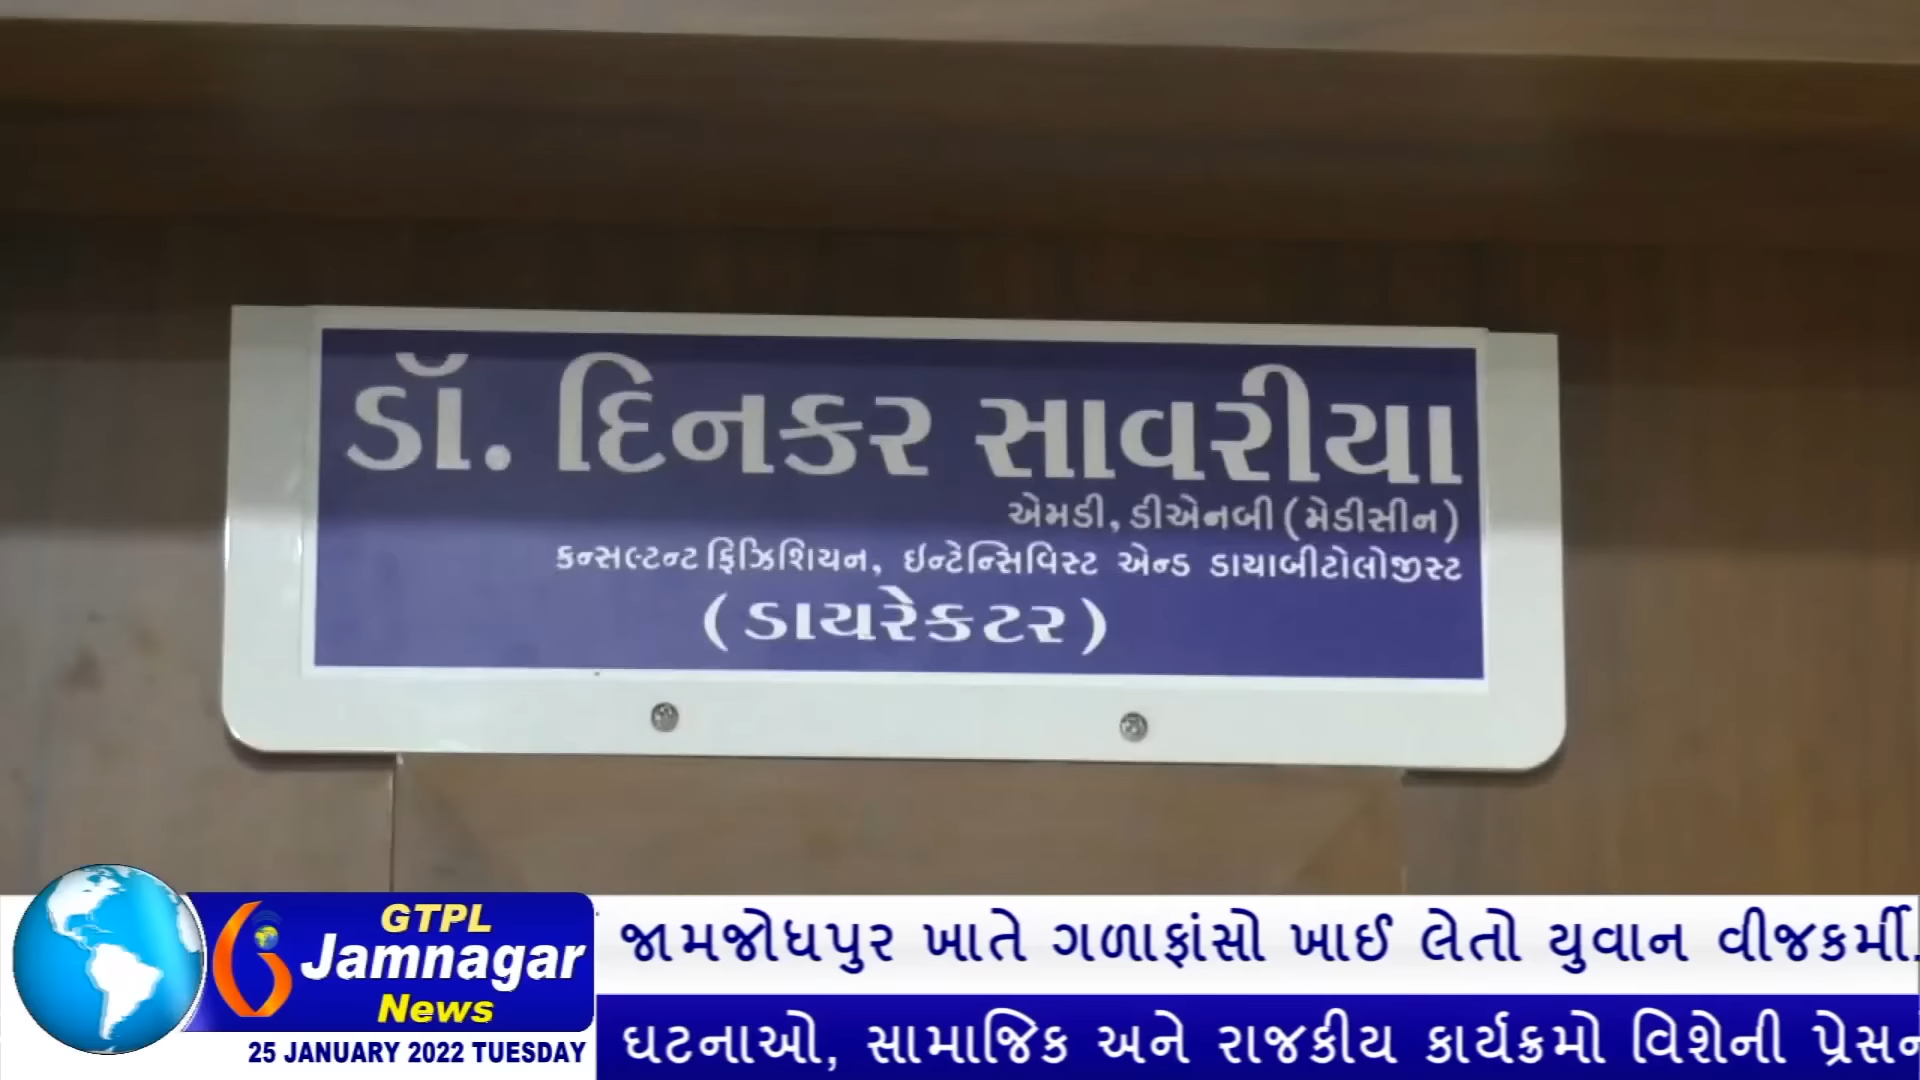 ડૉ. દિનકર સાવરીયા
એમડી, ડીએનબી (મેડીસીન)
કન્સલ્ટન્ટ ફિઝિશિયન, ઇન્ટેન્સિવિસ્ટ એન્ડ ડાયાબીટોલોજીસ્ટ
(ડાયરેકટર)
GTPL
Jamnagar
News
25 JANUARY 2022 TUESDAY
જામજોધપુર ખાતે ગળાફાંસો ખાઈ લેતો યુવાન વીજકર્મી.
ઘટનાઓ, સામાજિક અને રાજકીય કાર્યક્રમો વિશેની